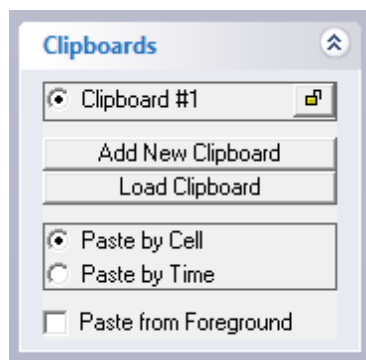 Clipboards
Clipboard #1
Add New Clipboard
Load Clipboard
Paste by Cell
Paste by Time
Paste from Foreground